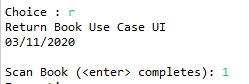 Choice : r
Return Book Use Case UI
03/11/2020
Scan Book (<enter> completes): 1